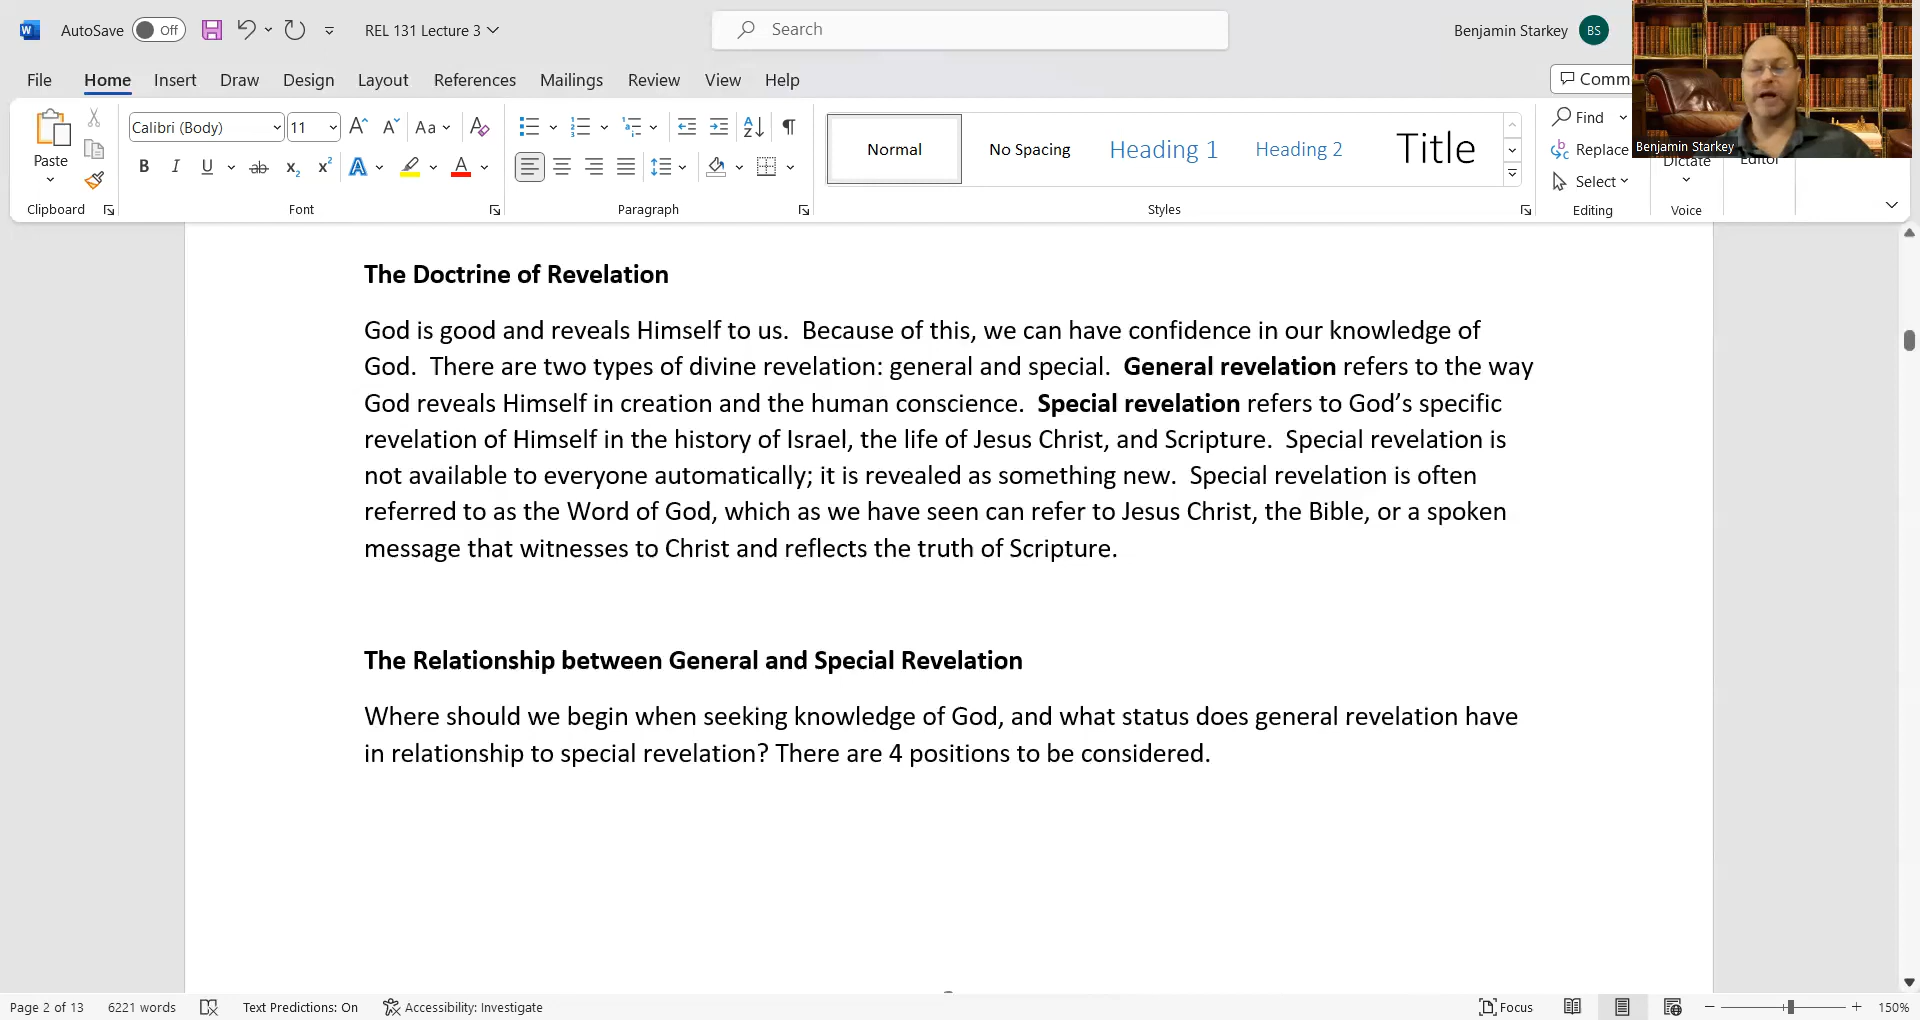 AutoSave Off REL 131 Lecture 3 Search Benjamin Starkey BS
File Home Insert Draw Design Layout References Mailings Review View Help Comm
Calibri (Body) 11 Aa
Normal No Spacing Heading 1 Heading 2 Title
Find
Replace
Select
Paste
Dictate
Benjamin Starkey
Clipboard Font Paragraph Styles Editing Voice
The Doctrine of Revelation
God is good and reveals Himself to us.  Because of this, we can have confidence in our knowledge of
God.  There are two types of divine revelation: general and special.  General revelation refers to the way
God reveals Himself in creation and the human conscience.  Special revelation refers to God’s specific
revelation of Himself in the history of Israel, the life of Jesus Christ, and Scripture.  Special revelation is
not available to everyone automatically; it is revealed as something new.  Special revelation is often
referred to as the Word of God, which as we have seen can refer to Jesus Christ, the Bible, or a spoken
message that witnesses to Christ and reflects the truth of Scripture.
The Relationship between General and Special Revelation
Where should we begin when seeking knowledge of God, and what status does general revelation have
in relationship to special revelation? There are 4 positions to be considered.
Page 2 of 13 6221 words Text Predictions: On Accessibility: Investigate Focus 150%